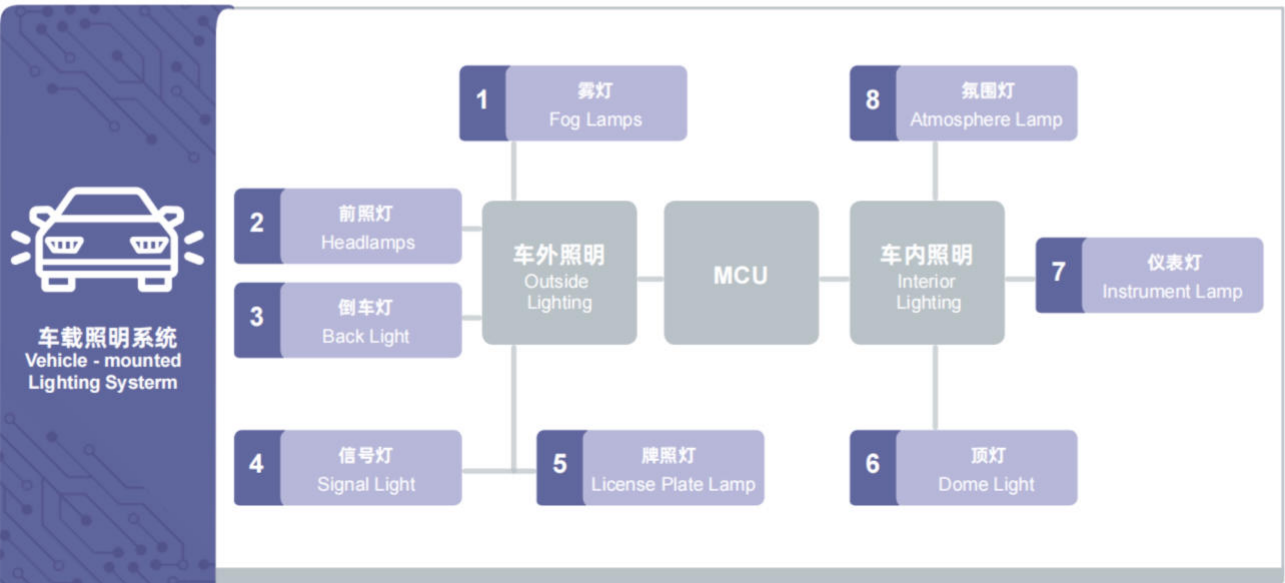 车载照明系统
Vehicle - mounted
Lighting Systerm
1
雾灯
Fog Lamps
2
前照灯
Headlamps
3
倒车灯
Back Light
4
信号灯
Signal Light
5
牌照灯
License Plate Lamp
车外照明
Outside
Lighting
MCU
车内照明
Interior
Lighting
8
氛围灯
Atmosphere Lamp
7
仪表灯
Instrument Lamp
6
顶灯
Dome Light